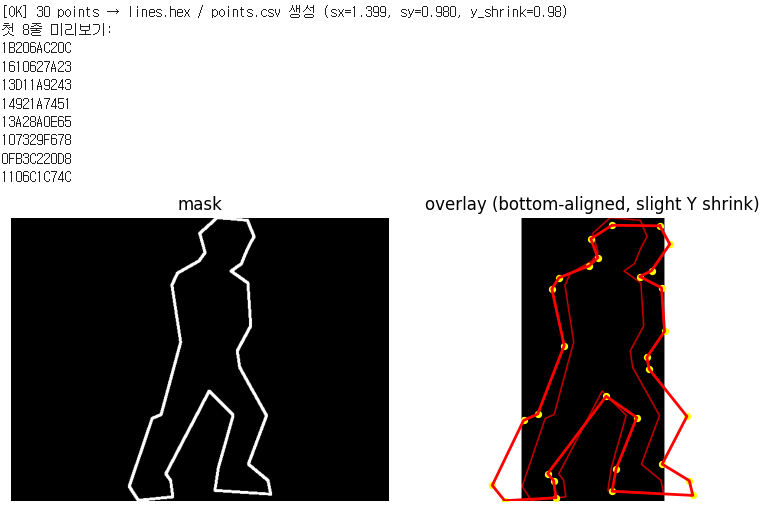 [OK] 30 points → lines.hex / points.csv 생성 (sx=1.399, sy=0.980, y_shrink=0.98)
첫 8줄 미리보기:
1B206AC20C
1610627A23
13D11A9243
14921A7451
13A28A0E65
107329F678
0FB3C220D8
1106C1C74C
mask
overlay (bottom-aligned, slight Y shrink)